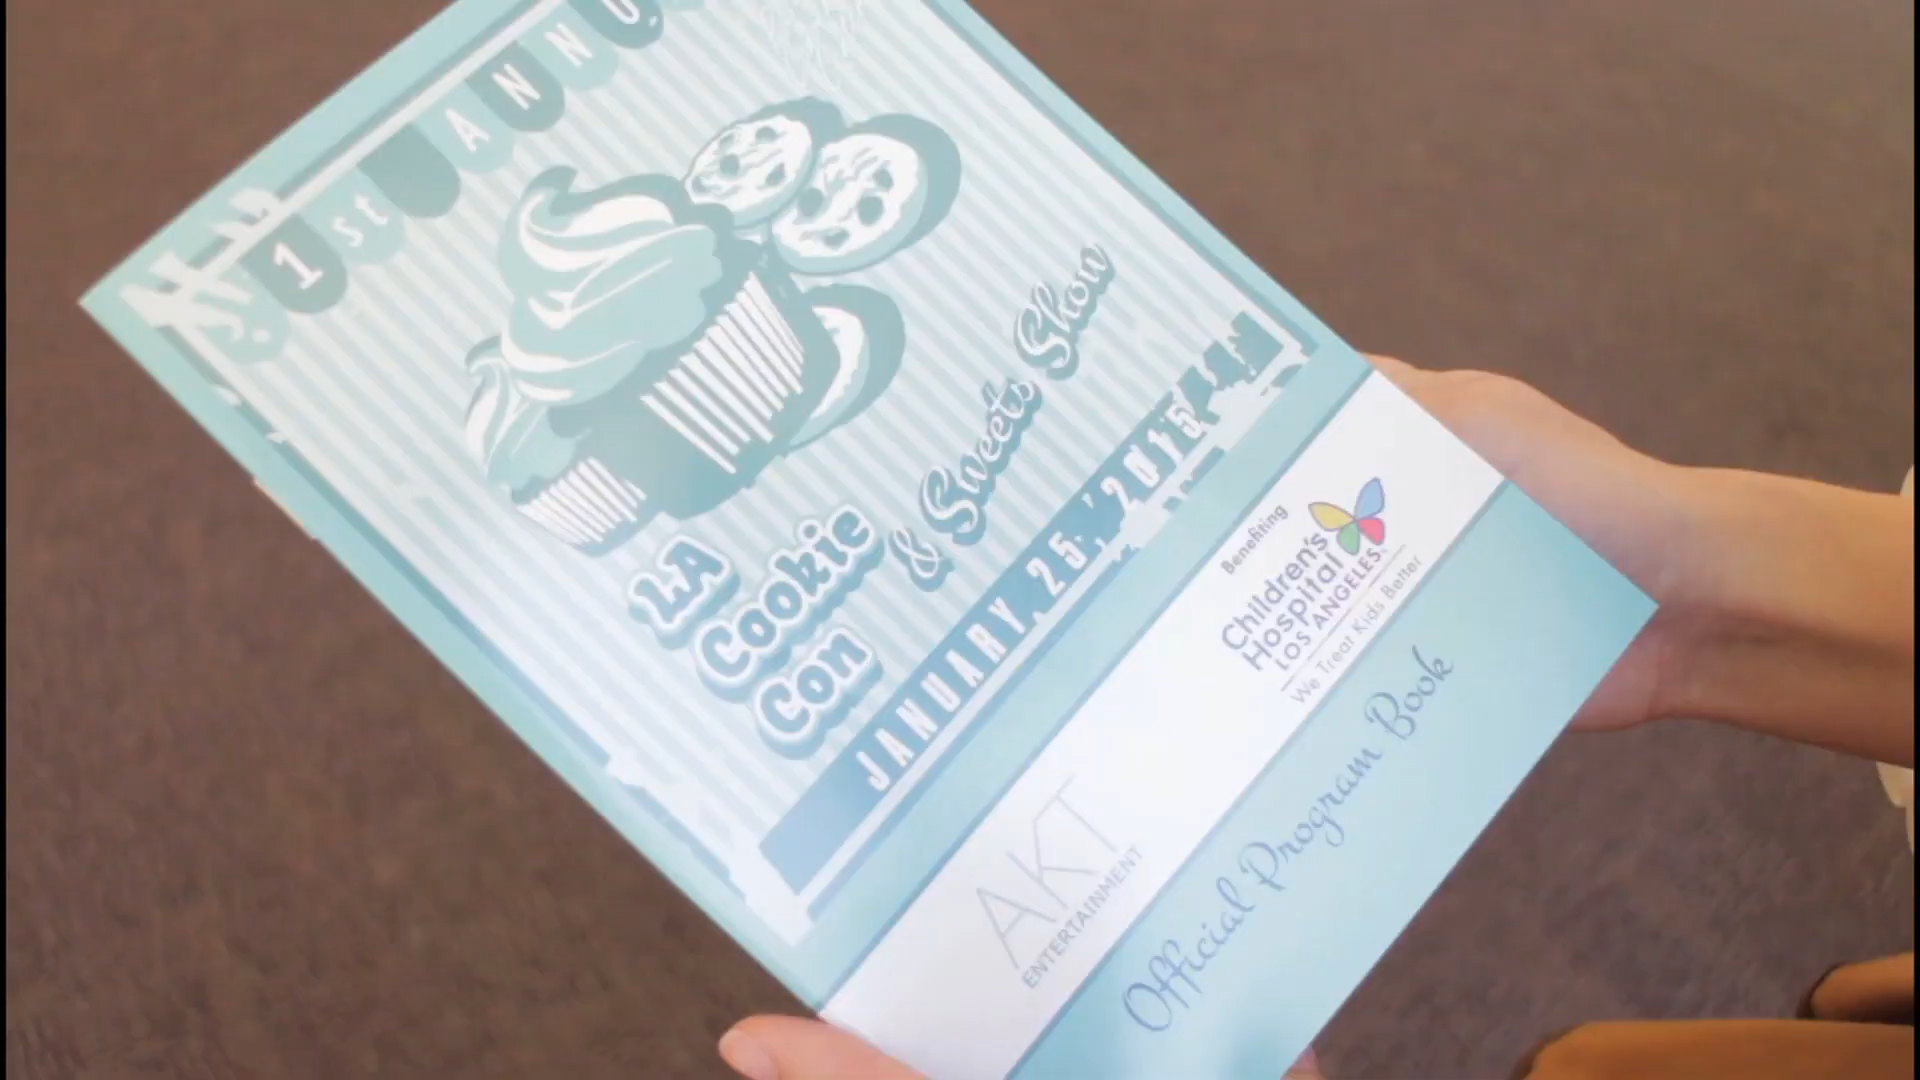 1st ANNU
LA
Cookie
Con
& Sweets Show
JANUARY 25, 2015
Benefiting
Children's
Hospital
LOS ANGELES
We Treat Kids Better
AKT
ENTERTAINMENT
Official Program Book